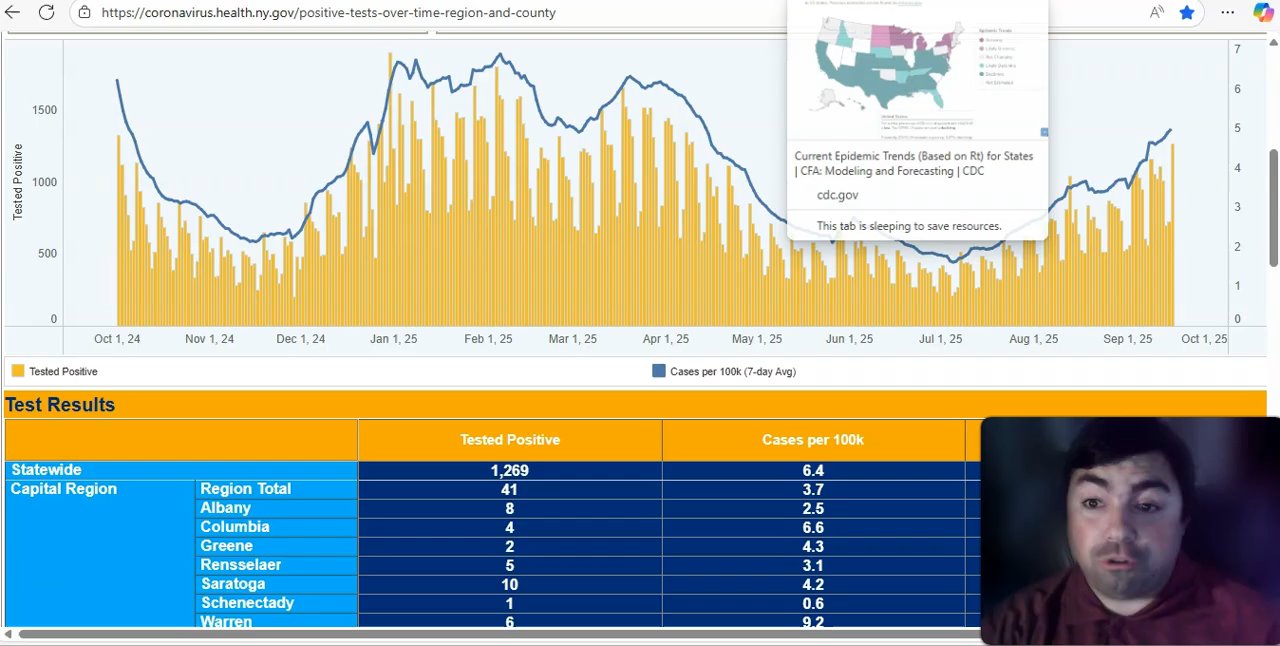 https://coronavirus.health.ny.gov/positive-tests-over-time-region-and-county
Epidemic Trends
Declining
Not Estimated
United States
Current Epidemic Trends (Based on Rt) for States
| CFA: Modeling and Forecasting | CDC
cdc.gov
This tab is sleeping to save resources.
Tested Positive
1500
1000
500
0
7
6
5
4
3
2
1
0
Oct 1, 24
Nov 1, 24
Dec 1, 24
Jan 1, 25
Feb 1, 25
Mar 1, 25
Apr 1, 25
May 1, 25
Jun 1, 25
Jul 1, 25
Aug 1, 25
Sep 1, 25
Oct 1, 25
Tested Positive
Cases per 100k (7-day Avg)
Test Results
Tested Positive Cases per 100k
Statewide 1,269 6.4
Capital Region Region Total 41 3.7
Albany 8 2.5
Columbia 4 6.6
Greene 2 4.3
Rensselaer 5 3.1
Saratoga 10 4.2
Schenectady 1 0.6
Warren 6 9.2